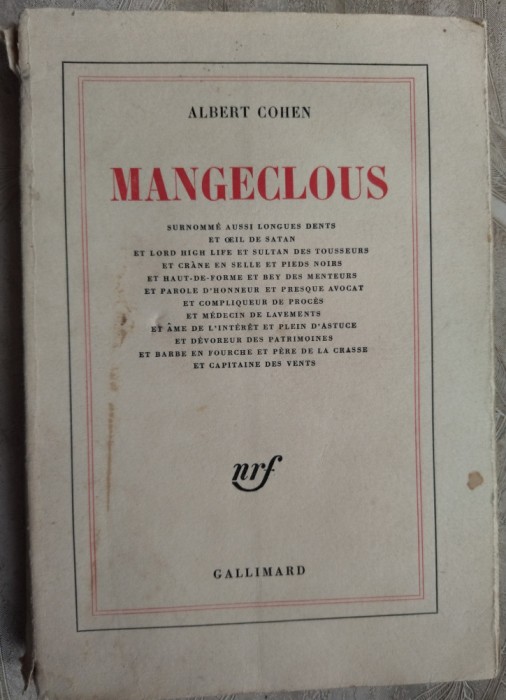 ALBERT COHEN
MANGECLOUS
SURNOMMÉ AUSSI LONGUES DENTS
ET ŒIL DE SATAN
ET LORD HIGH LIFE ET SULTAN DES TOUSSEURS
ET CRÂNE EN SELLE ET PIEDS NOIRS
ET HAUT-DE-FORME ET BEY DES MENTEURS
ET PAROLE D'HONNEUR ET PRESQUE AVOCAT
ET COMPLIQUEUR DE PROCÈS
ET MÉDECIN DE LAVEMENTS
ET ÂME DE L'INTÉRÊT ET PLEIN D'ASTUCE
ET DÉVOREUR DES PATRIMOINES
ET BARBE EN FOURCHE ET PÈRE DE LA CRASSE
ET CAPITAINE DES VENTS
nrf
GALLIMARD